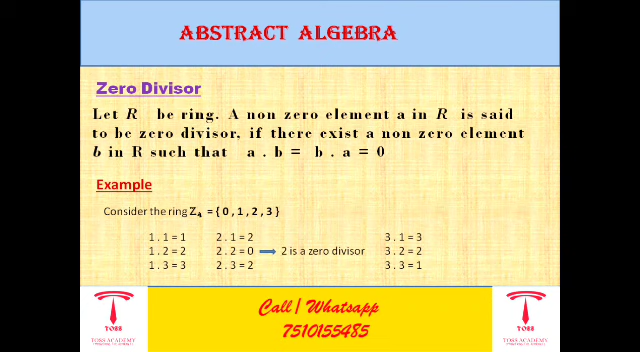 ABSTRACT ALGEBRA
Zero Divisor
Let R be ring. A non zero element a in R is said
to be zero divisor, if there exist a non zero element
b in R such that a . b = b . a = 0
Example
Consider the ring Z₄ = { 0 , 1 , 2 , 3 }
1 . 1 = 1 2 . 1 = 2 3 . 1 = 3
1 . 2 = 2 2 . 2 = 0 ⟹ 2 is a zero divisor 3 . 2 = 2
1 . 3 = 3 2 . 3 = 2 3 . 3 = 1
Call / Whatsapp
7510155485
TOSS
TOSS ACADEMY
TOSS
TOSS ACADEMY